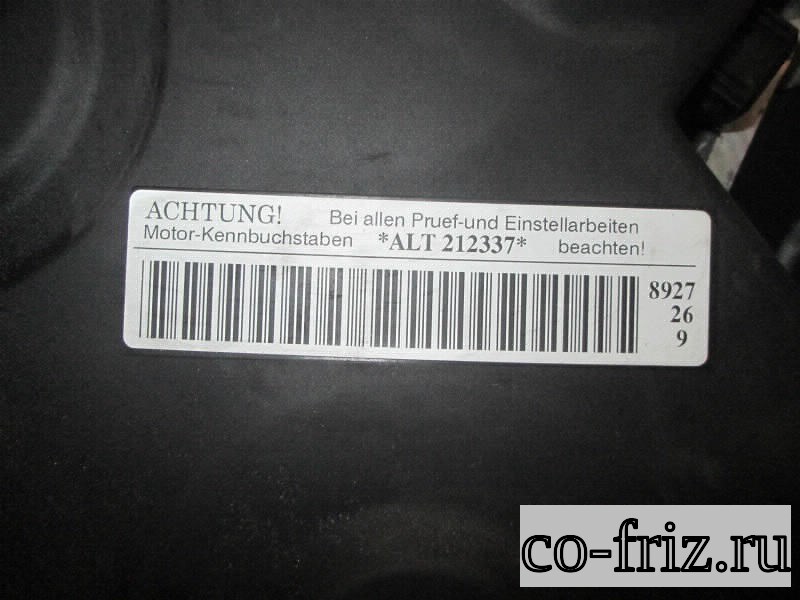 ACHTUNG! Bei allen Pruef-und Einstellarbeiten
Motor-Kennbuchstaben *ALT 212337* beachten!
8927
26
9
co-friz.ru